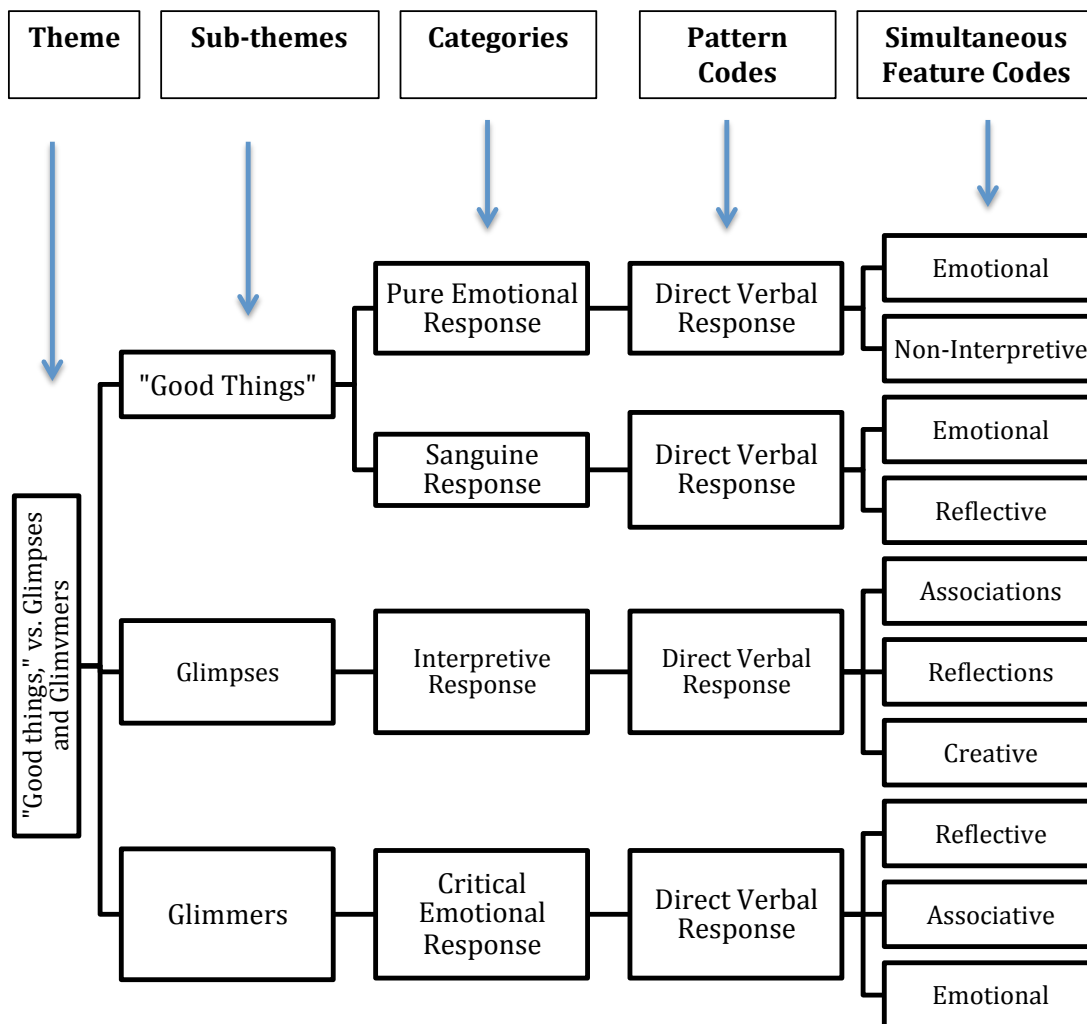 Theme
Sub-themes
Categories
Pattern
Codes
Simultaneous
Feature Codes
"Good things," vs. Glimpses
and Glimvmers
"Good Things"
Pure Emotional
Response
Direct Verbal
Response
Emotional
Non-Interpretive
Sanguine
Response
Direct Verbal
Response
Emotional
Reflective
Glimpses
Interpretive
Response
Direct Verbal
Response
Associations
Reflections
Creative
Glimmers
Critical
Emotional
Response
Direct Verbal
Response
Reflective
Associative
Emotional